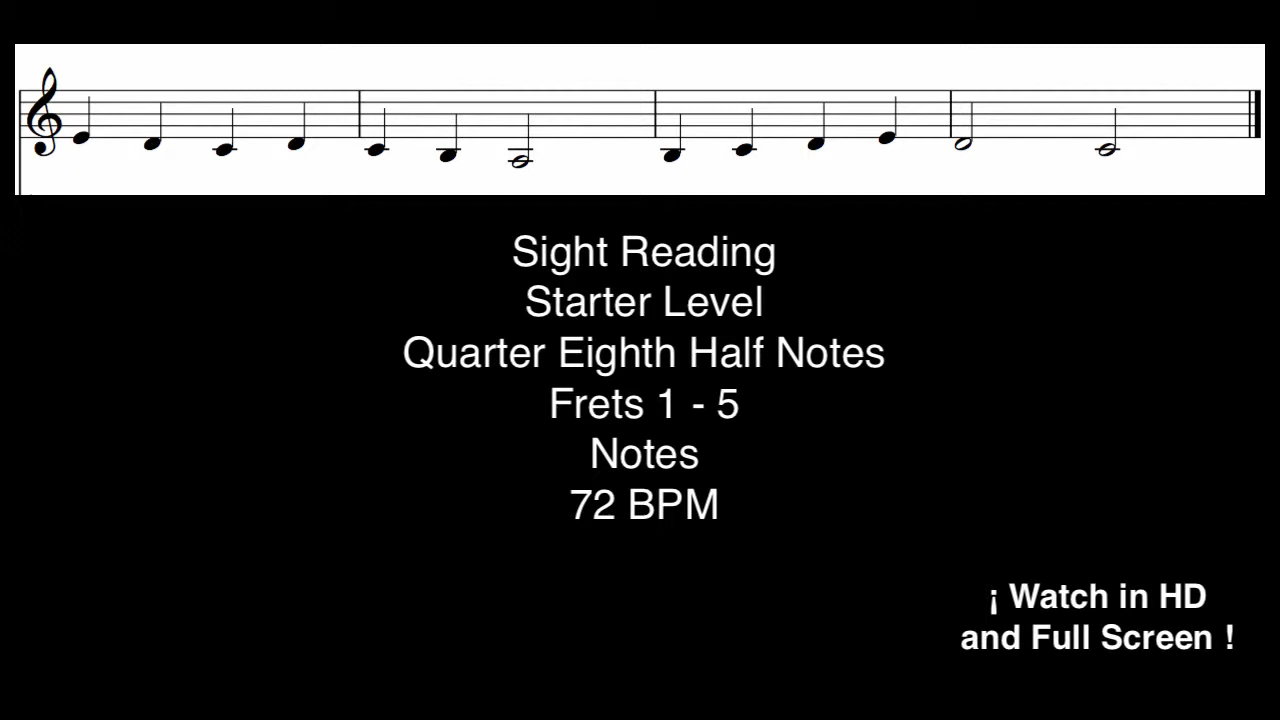 Sight Reading
Starter Level
Quarter Eighth Half Notes
Frets 1 - 5
Notes
72 BPM
¡ Watch in HD
and Full Screen !